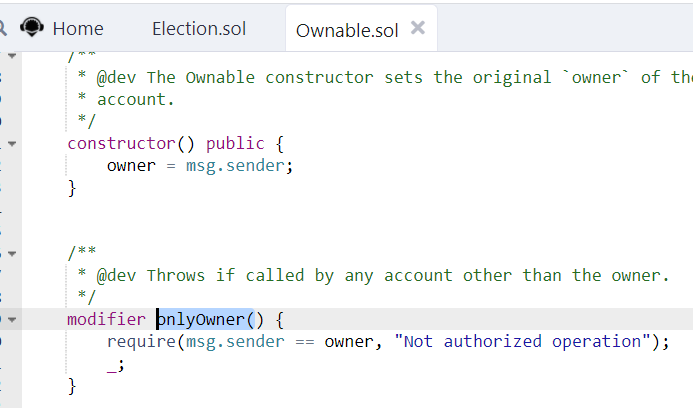 Home Election.sol Ownable.sol
/**
* @dev The Ownable constructor sets the original `owner` of the
* account.
*/
constructor() public {
owner = msg.sender;
}
/**
* @dev Throws if called by any account other than the owner.
*/
modifier onlyOwner() {
require(msg.sender == owner, "Not authorized operation");
_;
}